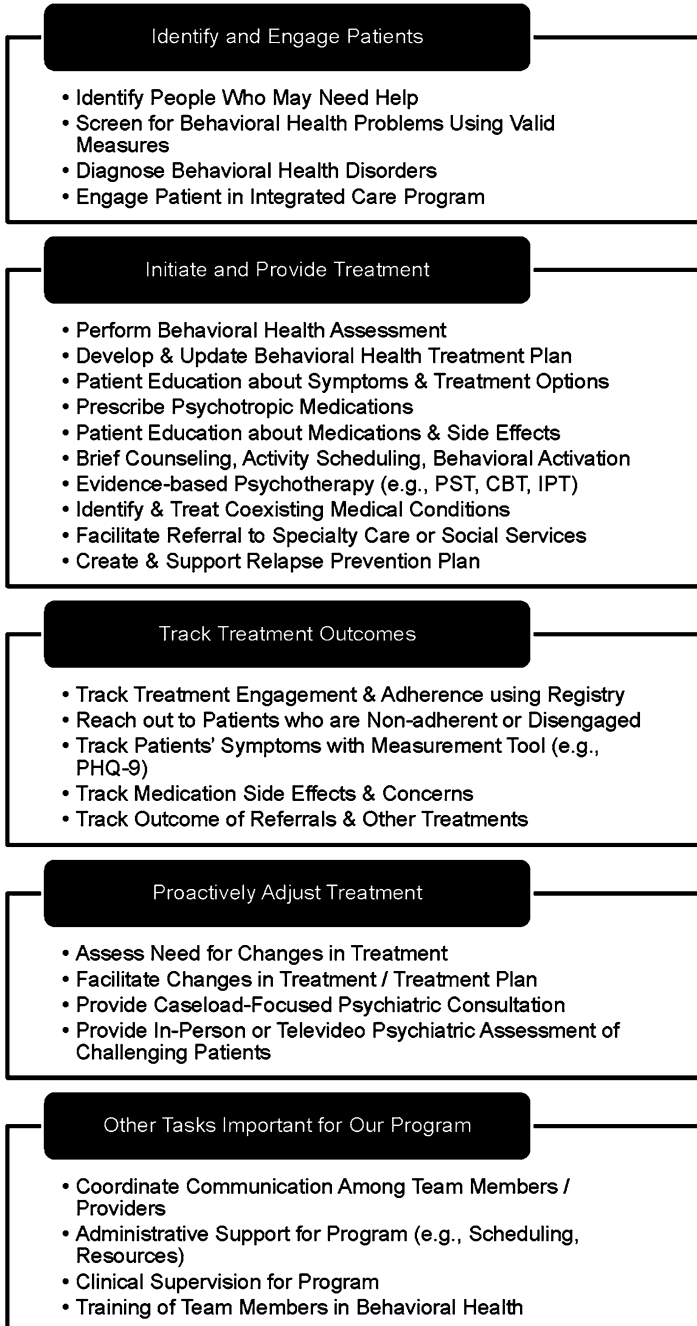 Identify and Engage Patients
• Identify People Who May Need Help
• Screen for Behavioral Health Problems Using Valid
Measures
• Diagnose Behavioral Health Disorders
• Engage Patient in Integrated Care Program
Initiate and Provide Treatment
• Perform Behavioral Health Assessment
• Develop & Update Behavioral Health Treatment Plan
• Patient Education about Symptoms & Treatment Options
• Prescribe Psychotropic Medications
• Patient Education about Medications & Side Effects
• Brief Counseling, Activity Scheduling, Behavioral Activation
• Evidence-based Psychotherapy (e.g., PST, CBT, IPT)
• Identify & Treat Coexisting Medical Conditions
• Facilitate Referral to Specialty Care or Social Services
• Create & Support Relapse Prevention Plan
Track Treatment Outcomes
• Track Treatment Engagement & Adherence using Registry
• Reach out to Patients who are Non-adherent or Disengaged
• Track Patients' Symptoms with Measurement Tool (e.g.,
PHQ-9)
• Track Medication Side Effects & Concerns
• Track Outcome of Referrals & Other Treatments
Proactively Adjust Treatment
• Assess Need for Changes in Treatment
• Facilitate Changes in Treatment / Treatment Plan
• Provide Caseload-Focused Psychiatric Consultation
• Provide In-Person or Televideo Psychiatric Assessment of
Challenging Patients
Other Tasks Important for Our Program
• Coordinate Communication Among Team Members /
Providers
• Administrative Support for Program (e.g., Scheduling,
Resources)
• Clinical Supervision for Program
• Training of Team Members in Behavioral Health